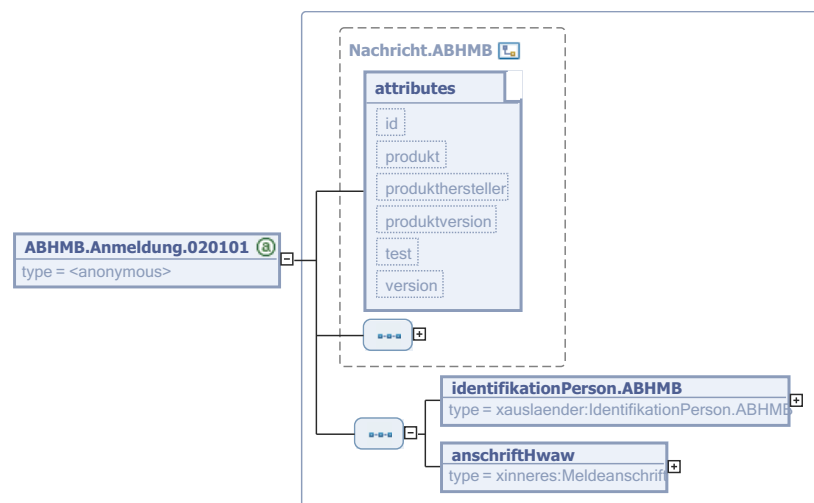 Nachricht.ABHMB
attributes
id
produkt
produkthersteller
produktversion
test
version
ABHMB.Anmeldung.020101 a
type = <anonymous>
identifikationPerson.ABHMB
type = xauslaender:IdentifikationPerson.ABHMB
anschriftHwaw
type = xinneres:Meldeanschrift